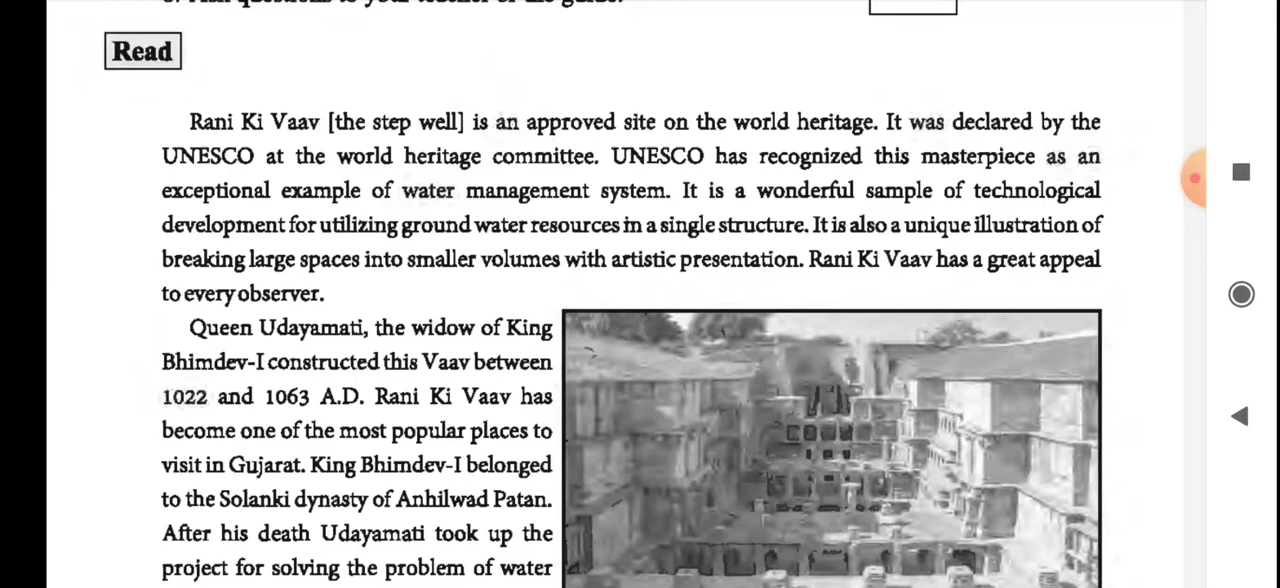 Read
Rani Ki Vaav [the step well] is an approved site on the world heritage. It was declared by the
UNESCO at the world heritage committee. UNESCO has recognized this masterpiece as an
exceptional example of water management system. It is a wonderful sample of technological
development for utilizing ground water resources in a single structure. It is also a unique illustration of
breaking large spaces into smaller volumes with artistic presentation. Rani Ki Vaav has a great appeal
to every observer.
Queen Udayamati, the widow of King
Bhimdev-I constructed this Vaav between
1022 and 1063 A.D. Rani Ki Vaav has
become one of the most popular places to
visit in Gujarat. King Bhimdev-I belonged
to the Solanki dynasty of Anhilwad Patan.
After his death Udayamati took up the
project for solving the problem of water